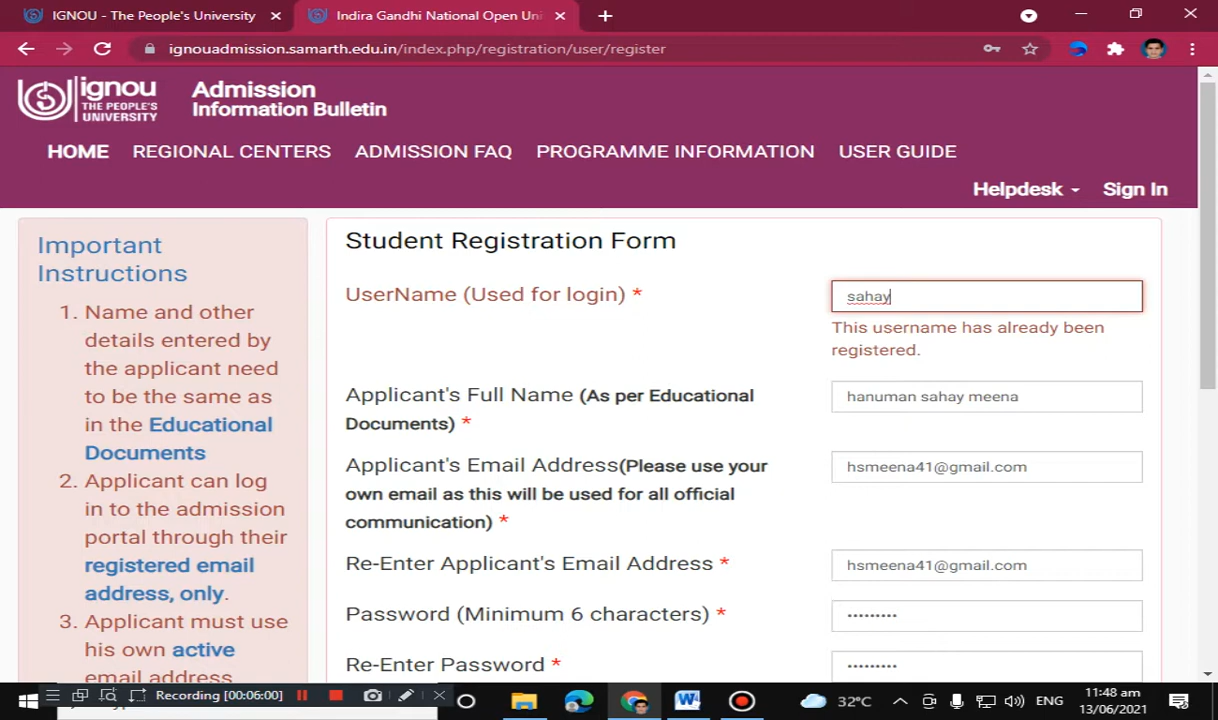 IGNOU - The People's University
Indira Gandhi National Open Uni
ignouadmission.samarth.edu.in/index.php/registration/user/register
ignou
THE PEOPLE'S
UNIVERSITY
Admission
Information Bulletin
HOME REGIONAL CENTERS ADMISSION FAQ PROGRAMME INFORMATION USER GUIDE
Helpdesk Sign In
Important
Instructions
1. Name and other
details entered by
the applicant need
to be the same as
in the Educational
Documents
2. Applicant can log
in to the admission
portal through their
registered email
address, only.
3. Applicant must use
his own active
email address
Student Registration Form
UserName (Used for login) *
sahay
This username has already been
registered.
Applicant's Full Name (As per Educational
Documents) *
hanuman sahay meena
Applicant's Email Address(Please use your
own email as this will be used for all official
communication) *
hsmeena41@gmail.com
Re-Enter Applicant's Email Address *
hsmeena41@gmail.com
Password (Minimum 6 characters) *
•••••••••
Re-Enter Password *
•••••••••
Recording [00:06:00]
32°C
ENG
11:48 am
13/06/2021